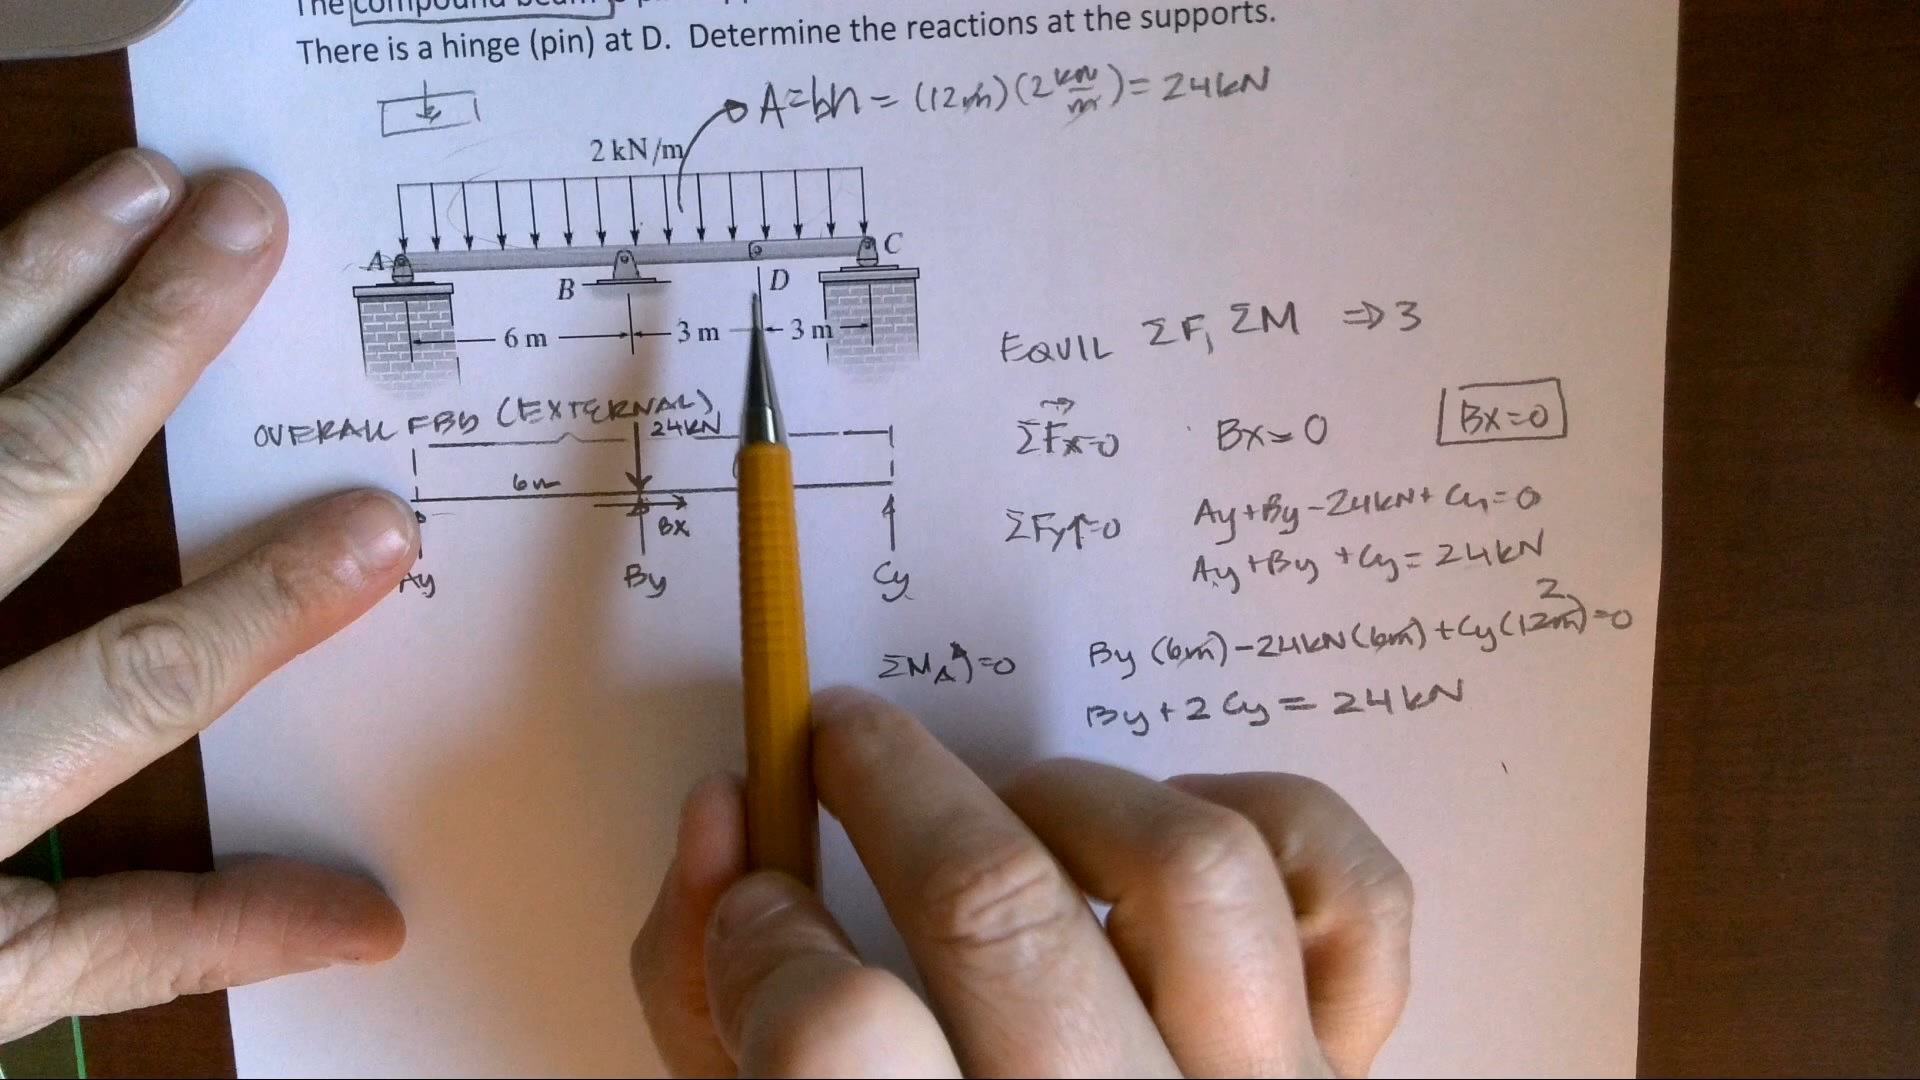 The compound
There is a hinge (pin) at D. Determine the reactions at the supports.
A=bh = (12m)(2 kN/m) = 24kN
2 kN/m
A
C
B
D
6 m
3 m
3 m
EQUIL ΣF, ΣM ⇒ 3
OVERALL FBD (EXTERNAL)
24kN
6m
Bx
Ay
By
Cy
ΣFx=0 Bx=0 Bx=0
ΣFy↑=0 Ay+By-24kN+Cy=0
Ay+By+Cy=24kN
2
ΣMA=0 By(6m)-24kN(6m)+Cy(12m)=0
By+2Cy=24kN